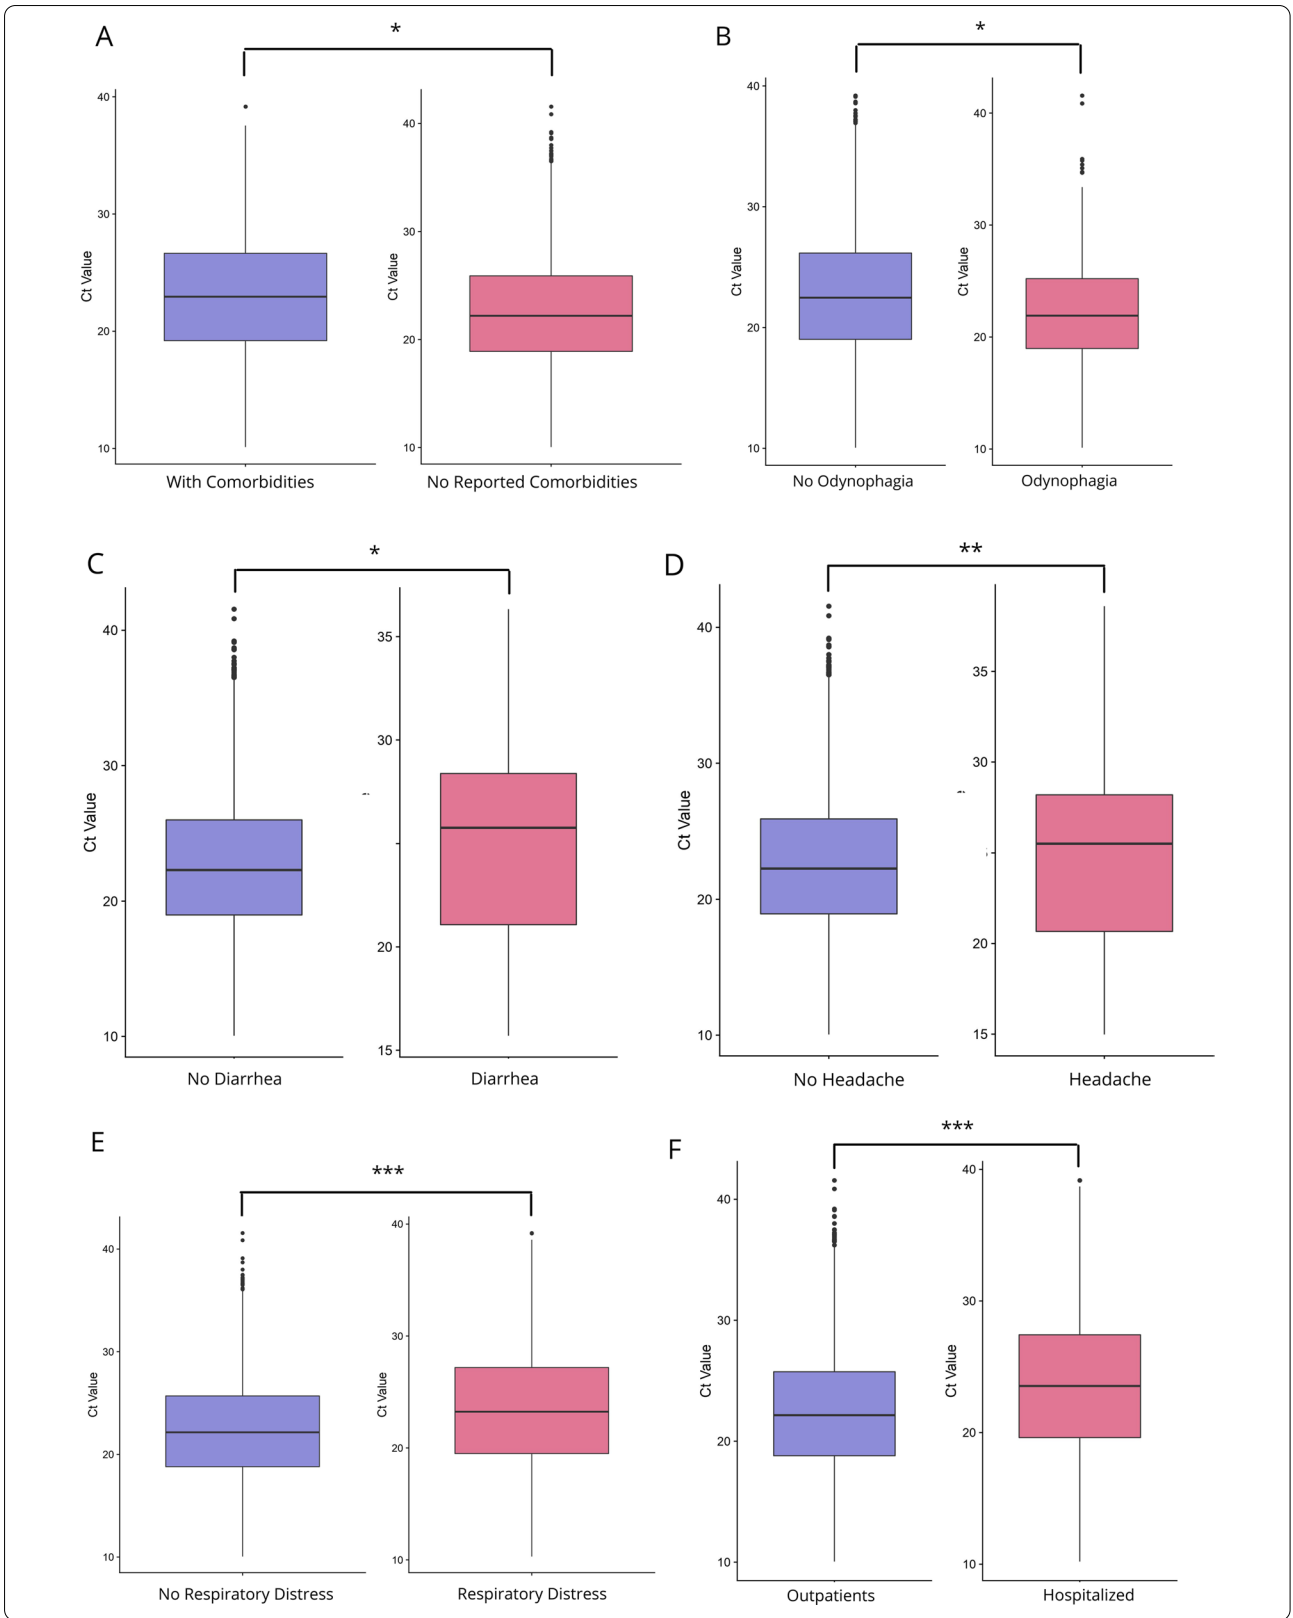 A
*
B
*
40
30
20
10
Ct Value
With Comorbidities
40
30
20
10
Ct Value
No Reported Comorbidities
40
30
20
10
Ct Value
No Odynophagia
40
30
20
10
Ct Value
Odynophagia
C
*
D
**
40
30
20
10
Ct Value
No Diarrhea
35
30
20
15
Diarrhea
40
30
20
10
Ct Value
No Headache
35
30
20
15
Headache
E
***
F
***
40
30
20
10
Ct Value
No Respiratory Distress
40
30
20
10
Ct Value
Respiratory Distress
40
30
20
10
Ct Value
Outpatients
40
30
20
10
Ct Value
Hospitalized